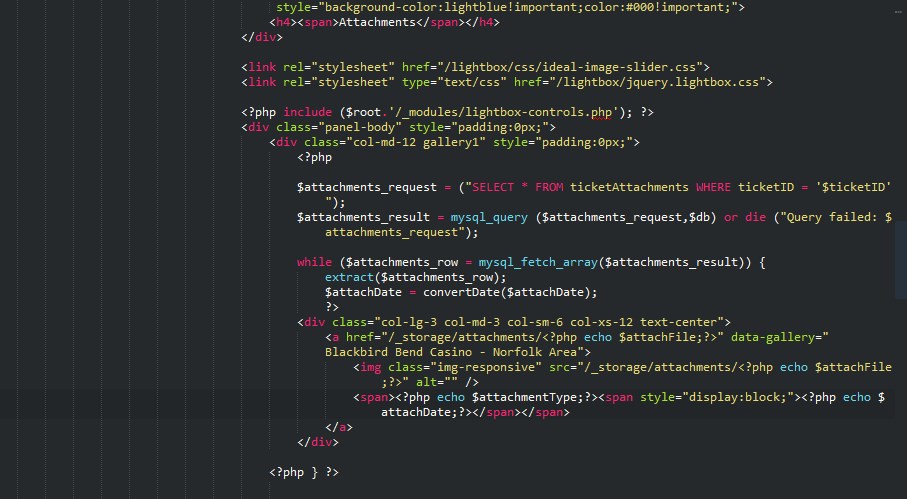 style="background-color:lightblue!important;color:#000!important;">
<h4><span>Attachments</span></h4>
</div>
<link rel="stylesheet" href="/lightbox/css/ideal-image-slider.css">
<link rel="stylesheet" type="text/css" href="/lightbox/jquery.lightbox.css">
<?php include ($root.'/_modules/lightbox-controls.php'); ?>
<div class="panel-body" style="padding:0px;">
<div class="col-md-12 gallery1" style="padding:0px;">
<?php
$attachments_request = ("SELECT * FROM ticketAttachments WHERE ticketID = '$ticketID'
");
$attachments_result = mysql_query ($attachments_request,$db) or die ("Query failed: $
attachments_request");
while ($attachments_row = mysql_fetch_array($attachments_result)) {
extract($attachments_row);
$attachDate = convertDate($attachDate);
?>
<div class="col-lg-3 col-md-3 col-sm-6 col-xs-12 text-center">
<a href="/_storage/attachments/<?php echo $attachFile;?>" data-gallery="
Blackbird Bend Casino - Norfolk Area">
<img class="img-responsive" src="/_storage/attachments/<?php echo $attachFile
;?>" alt="" />
<span><?php echo $attachmentType;?><span style="display:block;"><?php echo $
attachDate;?></span></span>
</a>
</div>
<?php } ?>